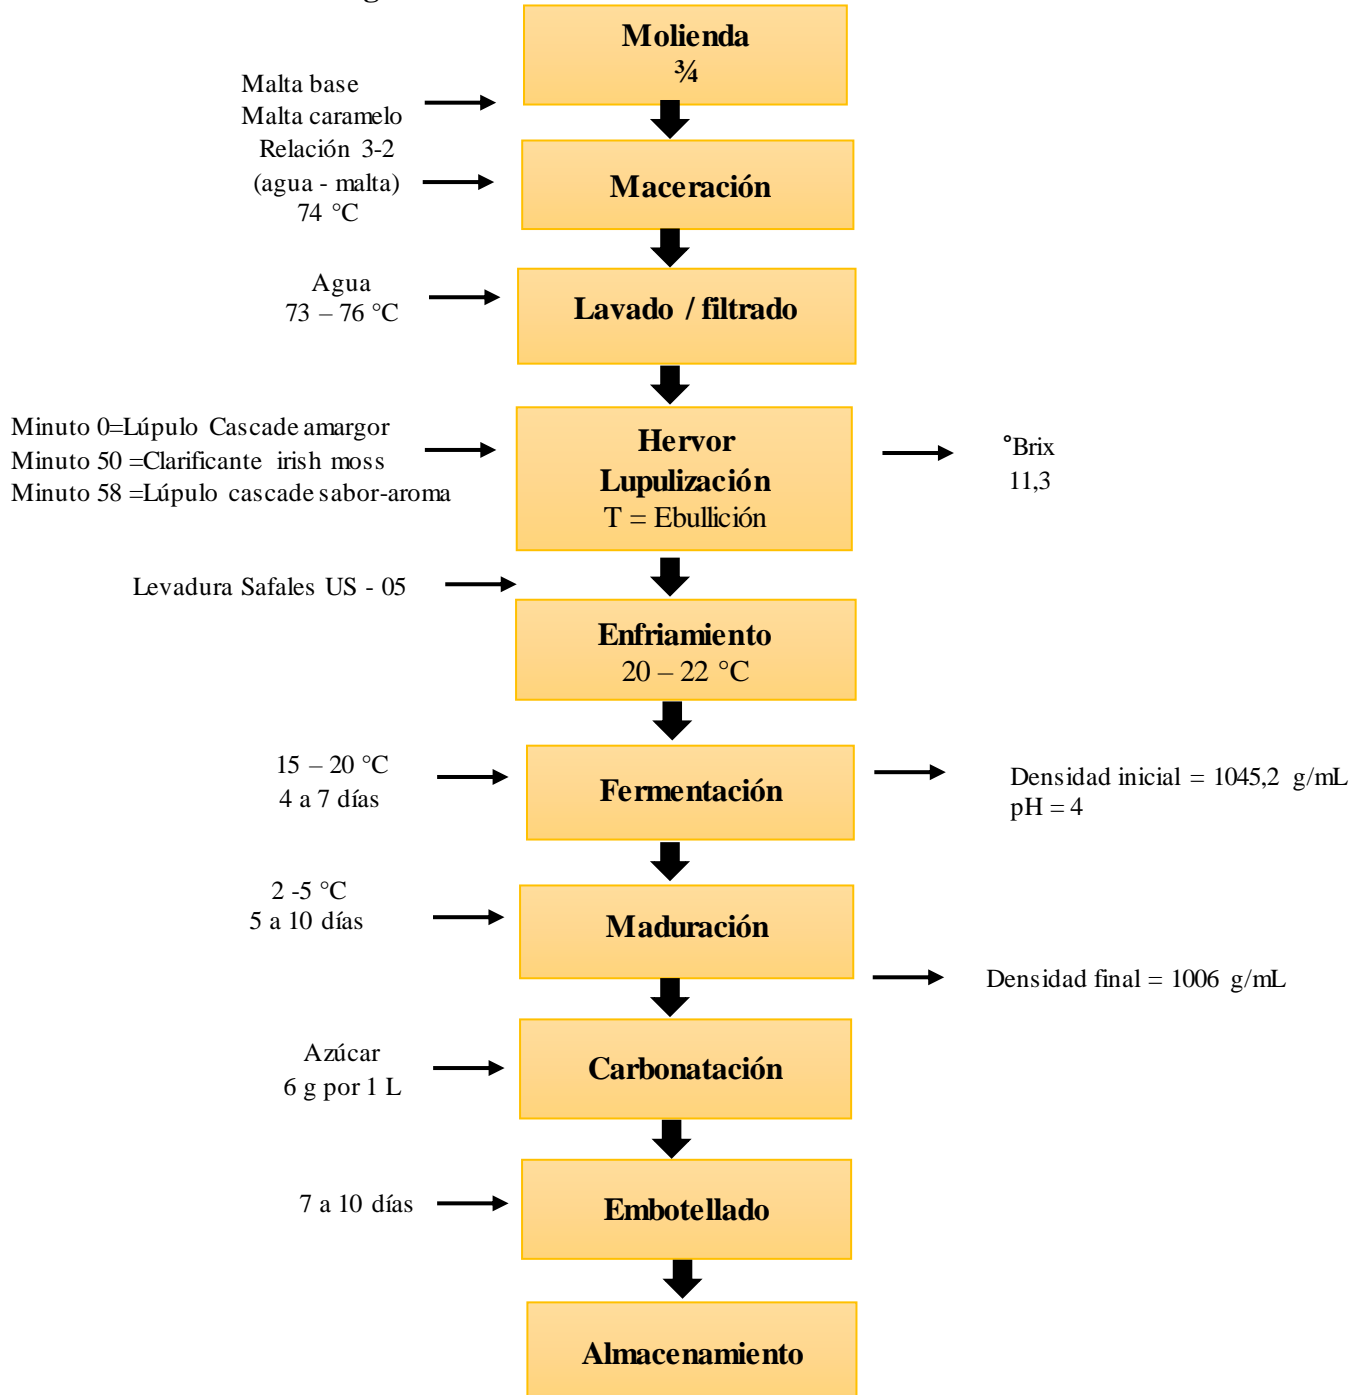 Molienda
¾
Malta base
Malta caramelo
Relación 3-2
(agua - malta)
74 °C
Maceración
Agua
73 – 76 °C
Lavado / filtrado
Minuto 0=Lúpulo Cascade amargor
Minuto 50 =Clarificante irish moss
Minuto 58 =Lúpulo cascade sabor-aroma
Hervor
Lupulización
T = Ebullición
°Brix
11,3
Levadura Safales US - 05
Enfriamiento
20 – 22 °C
15 – 20 °C
4 a 7 días
Fermentación
Densidad inicial = 1045,2 g/mL
pH = 4
2 -5 °C
5 a 10 días
Maduración
Densidad final = 1006 g/mL
Azúcar
6 g por 1 L
Carbonatación
7 a 10 días
Embotellado
Almacenamiento